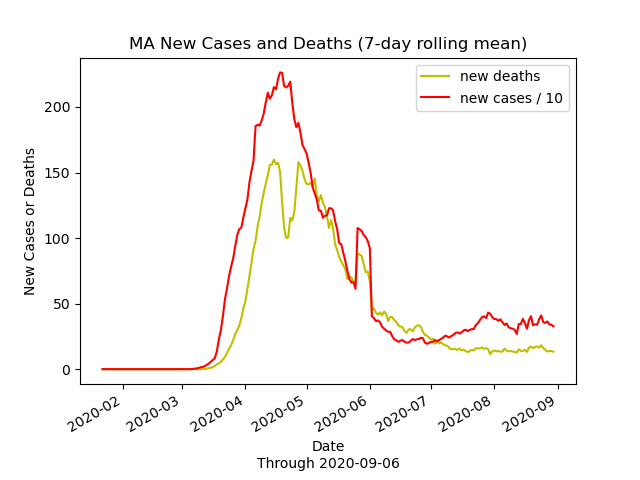 MA New Cases and Deaths (7-day rolling mean)
new deaths
new cases / 10
New Cases or Deaths
200
150
100
50
0
2020-02
2020-03
2020-04
2020-05
2020-06
2020-07
2020-08
2020-09
Date
Through 2020-09-06